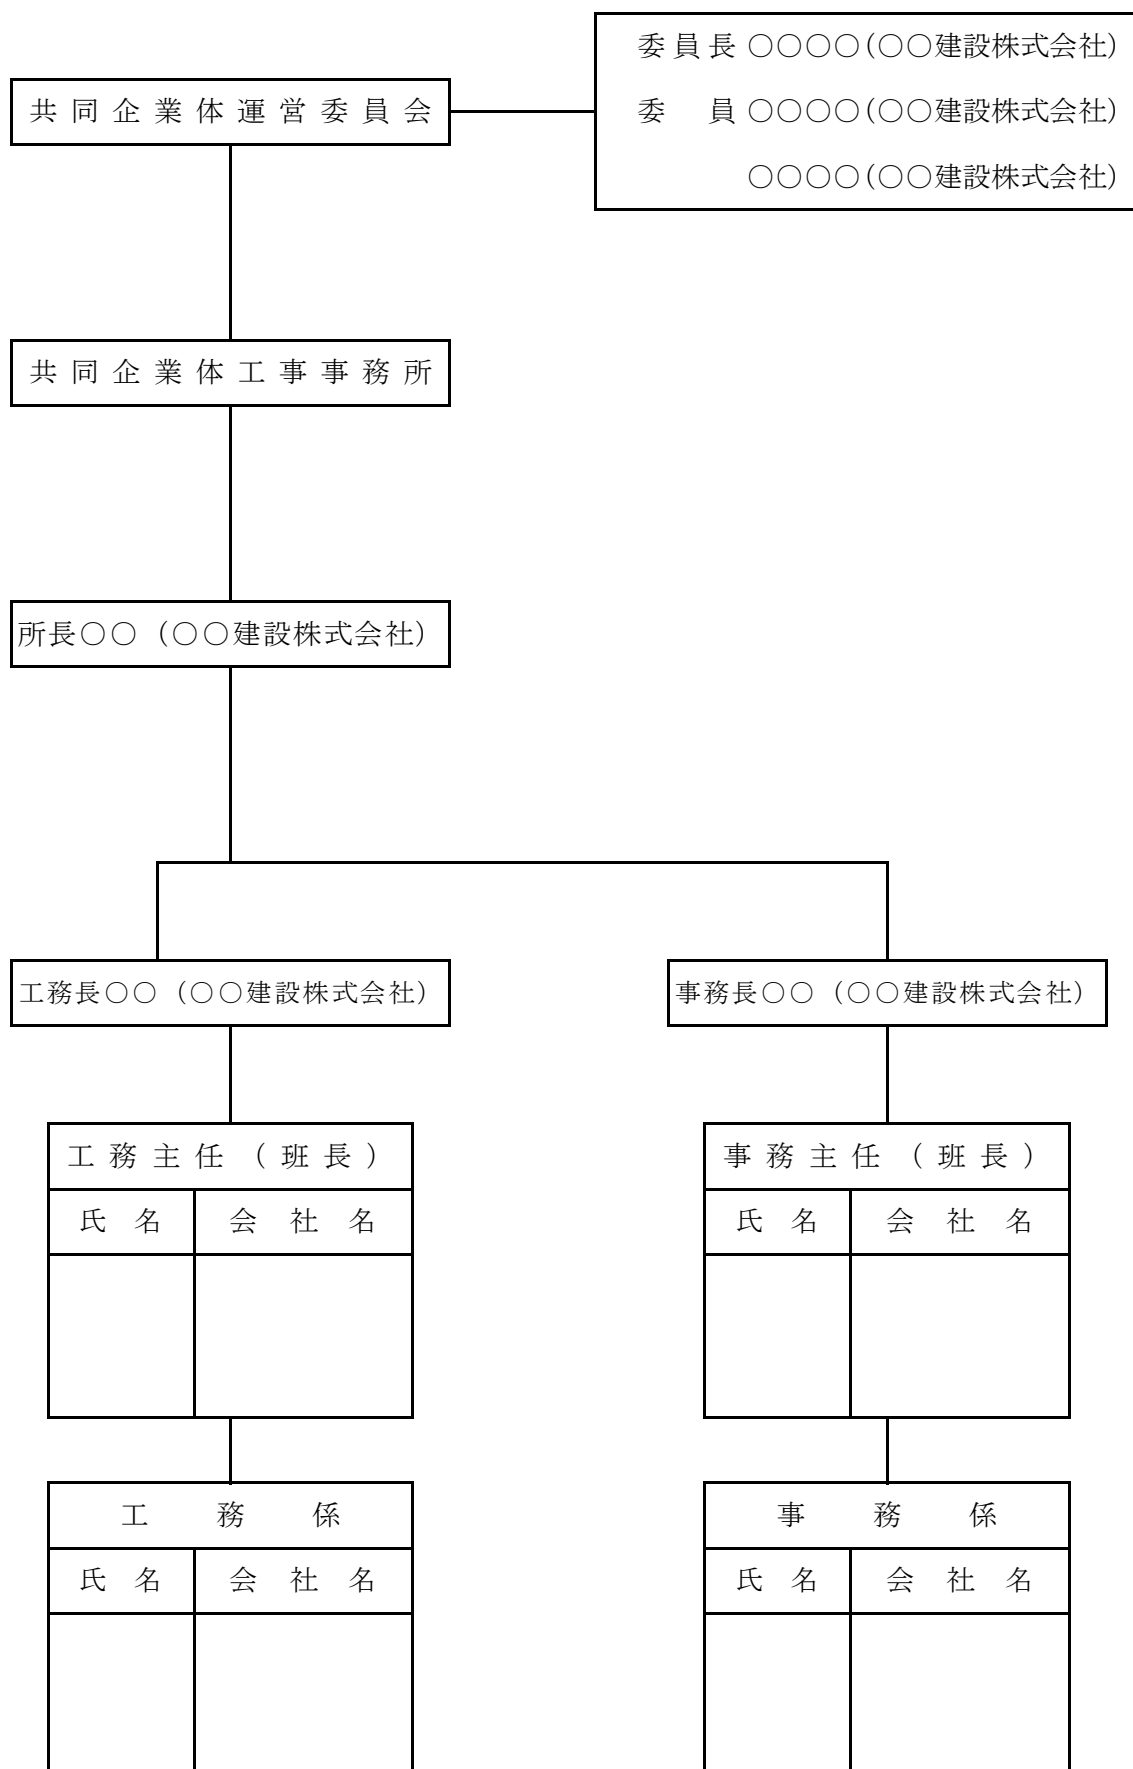 委員長 ○○○○(○○建設株式会社)
共同企業体運営委員会
委　員 ○○○○(○○建設株式会社)
○○○○(○○建設株式会社)
共同企業体工事事務所
所長○○（○○建設株式会社）
工務長○○（○○建設株式会社）
事務長○○（○○建設株式会社）
工務主任（班長）
氏名
会社名
事務主任（班長）
氏名
会社名
工務係
氏名
会社名
事務係
氏名
会社名